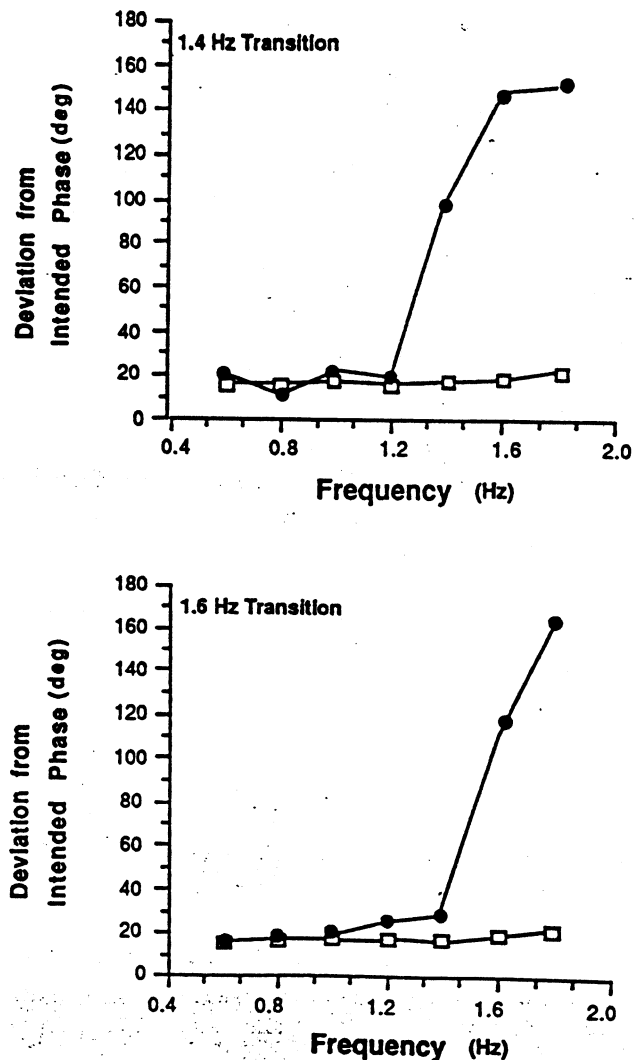 180
1.4 Hz Transition
160
140
120
100
80
60
40
20
0
Deviation from
Intended Phase (deg)
0.4 0.8 1.2 1.6 2.0
Frequency (Hz)
180
1.6 Hz Transition
160
140
120
100
80
60
40
20
0
Deviation from
Intended Phase (deg)
0.4 0.8 1.2 1.6 2.0
Frequency (Hz)